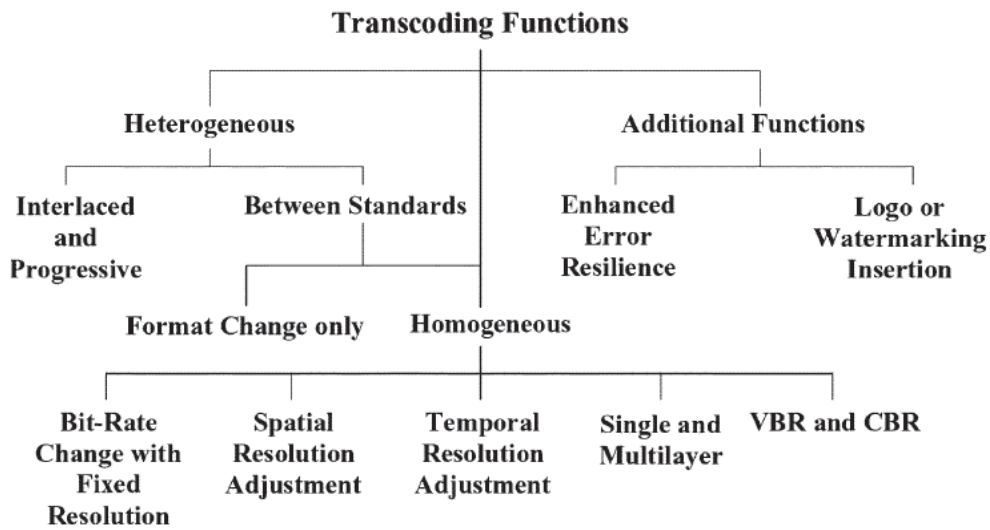 Transcoding Functions
Heterogeneous
Additional Functions
Interlaced
and
Progressive
Between Standards
Enhanced
Error
Resilience
Logo or
Watermarking
Insertion
Format Change only
Homogeneous
Bit-Rate
Change with
Fixed
Resolution
Spatial
Resolution
Adjustment
Temporal
Resolution
Adjustment
Single and
Multilayer
VBR and CBR